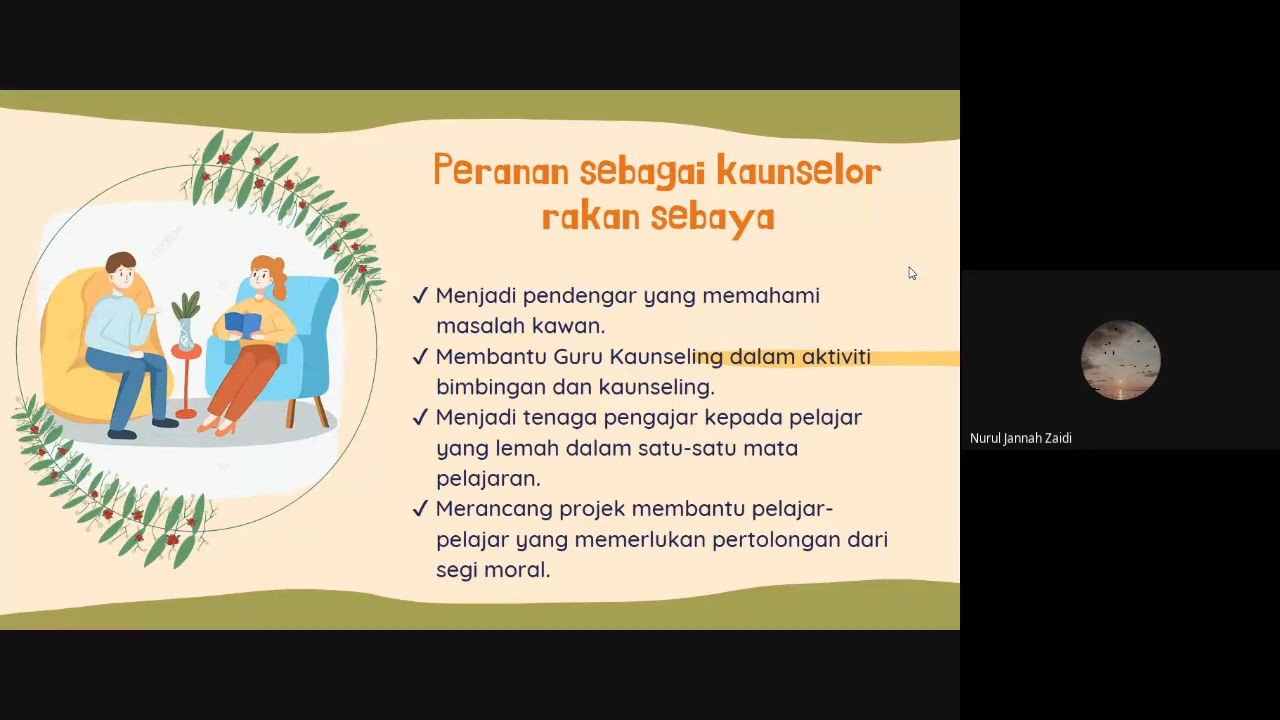 Peranan sebagai kaunselor
rakan sebaya
✓ Menjadi pendengar yang memahami
masalah kawan.
✓ Membantu Guru Kaunseling dalam aktiviti
bimbingan dan kaunseling.
✓ Menjadi tenaga pengajar kepada pelajar
yang lemah dalam satu-satu mata
pelajaran.
✓ Merancang projek membantu pelajar-
pelajar yang memerlukan pertolongan dari
segi moral.
Nurul Jannah Zaidi